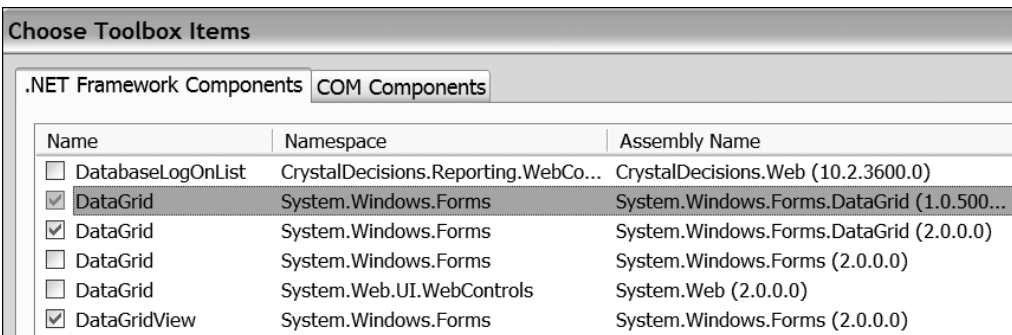 Choose Toolbox Items
.NET Framework Components COM Components
Name Namespace Assembly Name
DatabaseLogOnList CrystalDecisions.Reporting.WebCo... CrystalDecisions.Web (10.2.3600.0)
DataGrid System.Windows.Forms System.Windows.Forms.DataGrid (1.0.500...
DataGrid System.Windows.Forms System.Windows.Forms.DataGrid (2.0.0.0)
DataGrid System.Windows.Forms System.Windows.Forms (2.0.0.0)
DataGrid System.Web.UI.WebControls System.Web (2.0.0.0)
DataGridView System.Windows.Forms System.Windows.Forms (2.0.0.0)